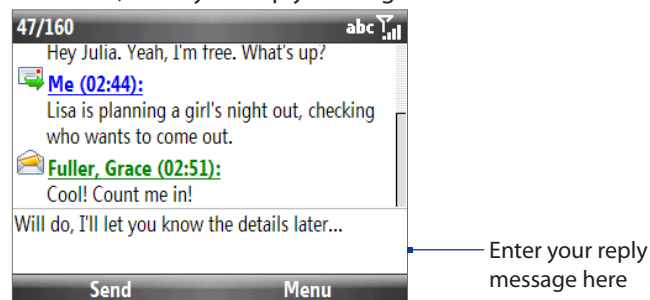 47/160 abc
Hey Julia. Yeah, I'm free. What's up?
Me (02:44):
Lisa is planning a girl's night out, checking
who wants to come out.
Fuller, Grace (02:51):
Cool! Count me in!
Will do, I'll let you know the details later...
Enter your reply
message here
Send Menu